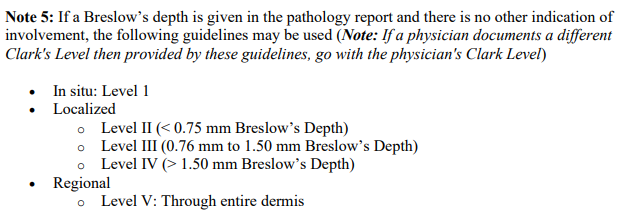 Note 5: If a Breslow’s depth is given in the pathology report and there is no other indication of
involvement, the following guidelines may be used (Note: If a physician documents a different
Clark's Level then provided by these guidelines, go with the physician's Clark Level)
• In situ: Level 1
• Localized
o Level II (< 0.75 mm Breslow’s Depth)
o Level III (0.76 mm to 1.50 mm Breslow’s Depth)
o Level IV (> 1.50 mm Breslow’s Depth)
• Regional
o Level V: Through entire dermis